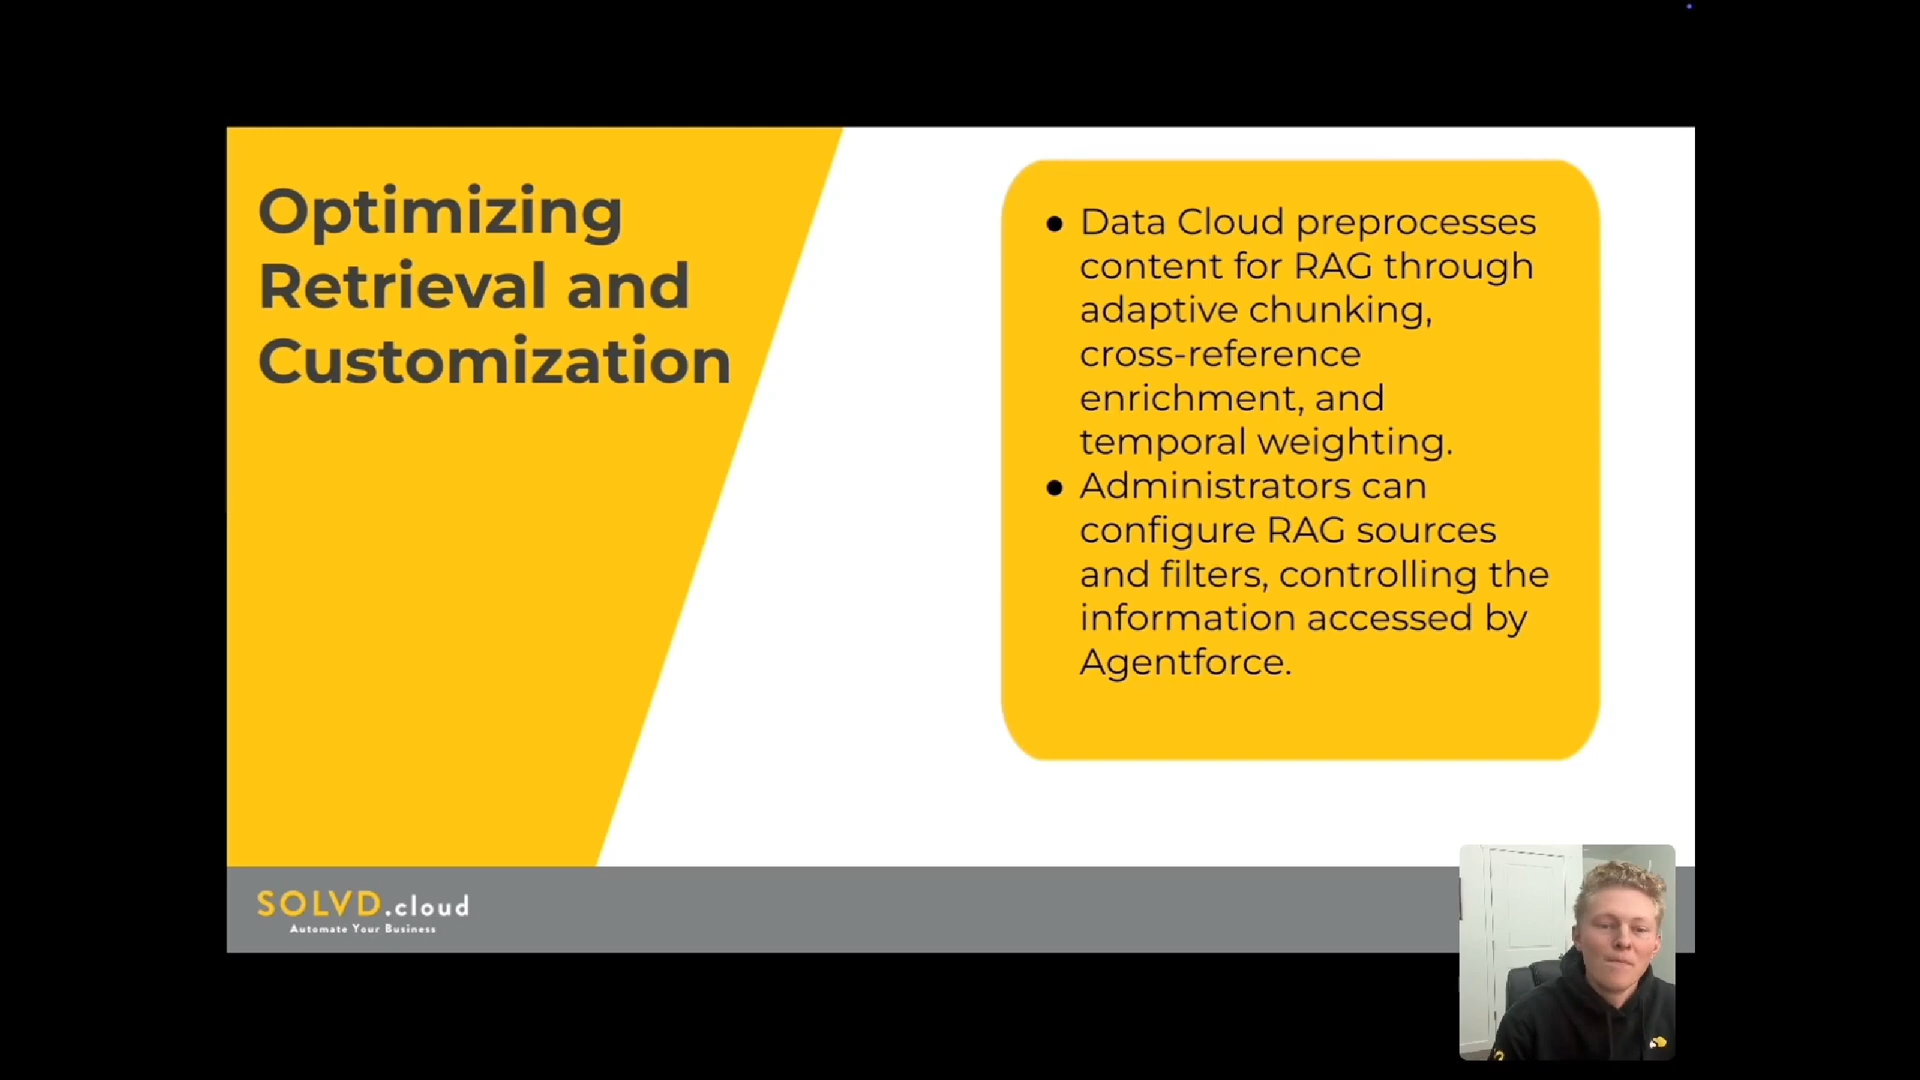 Optimizing
Retrieval and
Customization
● Data Cloud preprocesses
content for RAG through
adaptive chunking,
cross-reference
enrichment, and
temporal weighting.
● Administrators can
configure RAG sources
and filters, controlling the
information accessed by
Agentforce.
SOLVD.cloud
Automate Your Business